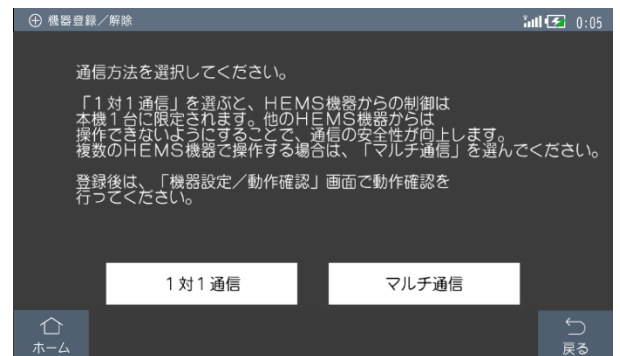 機器登録／解除
0:05
通信方法を選択してください。
「１対１通信」を選ぶと、ＨＥＭＳ機器からの制御は
本機１台に限定されます。他のＨＥＭＳ機器からは
操作できないようにすることで、通信の安全性が向上します。
複数のＨＥＭＳ機器で操作する場合は、「マルチ通信」を選んでください。
登録後は、「機器設定／動作確認」画面で動作確認を
行ってください。
１対１通信
マルチ通信
ホーム
戻る